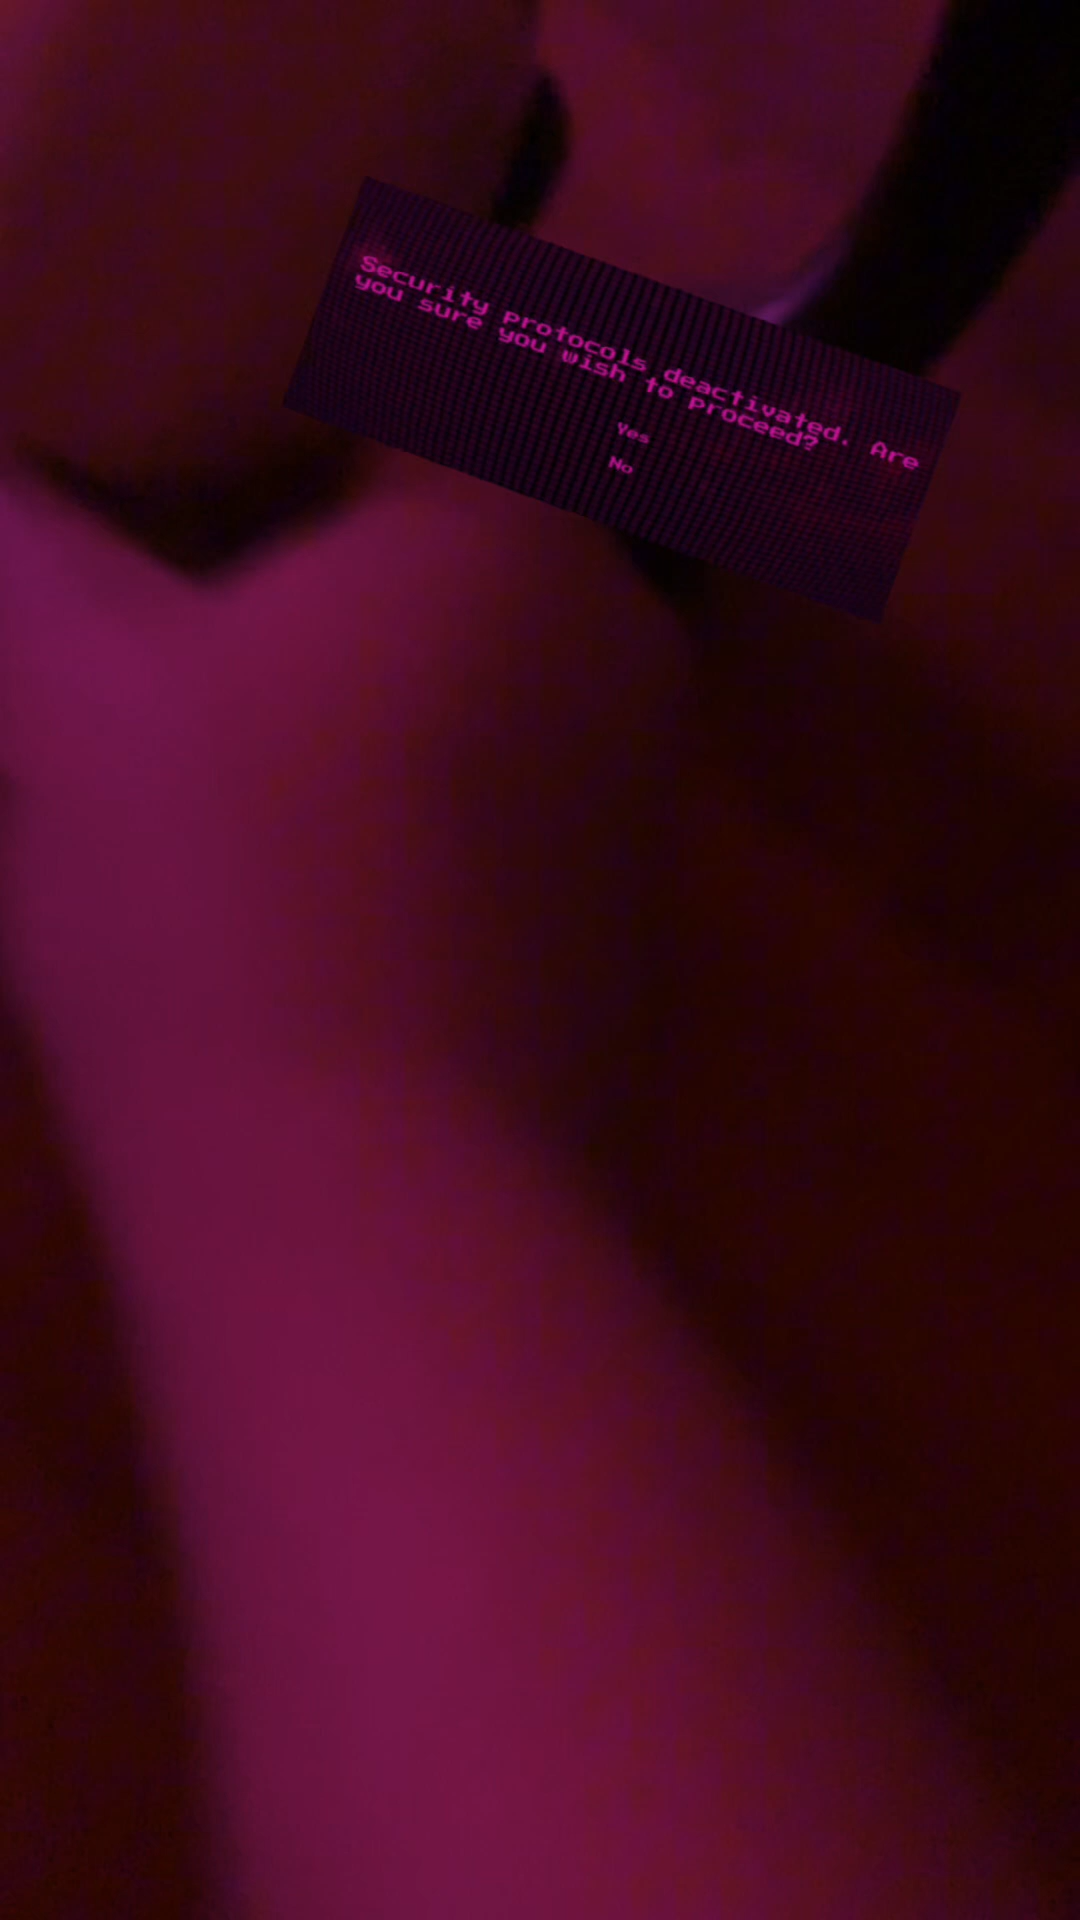 Security protocols deactivated. Are
you sure you wish to proceed?
Yes
No